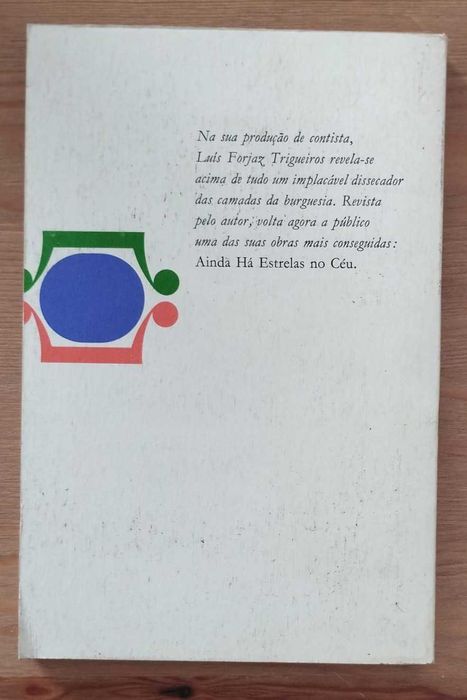 Na sua produção de contista,
Luís Forjaz Trigueiros revela-se
acima de tudo um implacável dissecador
das camadas da burguesia. Revista
pelo autor, volta agora a público
uma das suas obras mais conseguidas:
Ainda Há Estrelas no Céu.